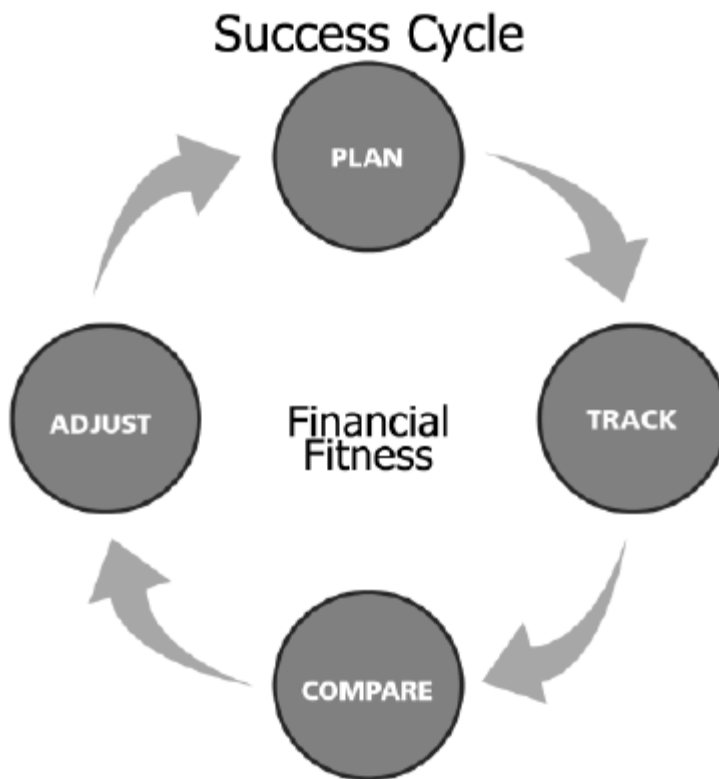 Success Cycle
PLAN
TRACK
COMPARE
ADJUST
Financial
Fitness